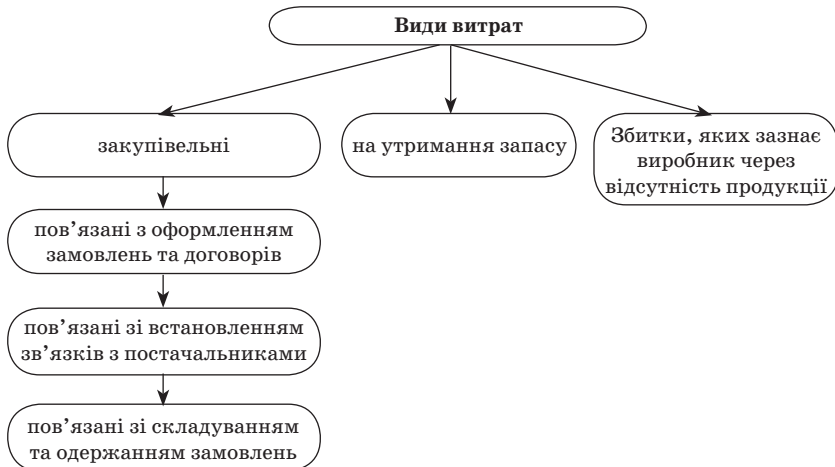 Види витрат
закупівельні
на утримання запасу
Збитки, яких зазнає
виробник через
відсутність продукції
пов’язані з оформленням
замовлень та договорів
пов’язані зі встановленням
зв’язків з постачальниками
пов’язані зі складуванням
та одержанням замовлень